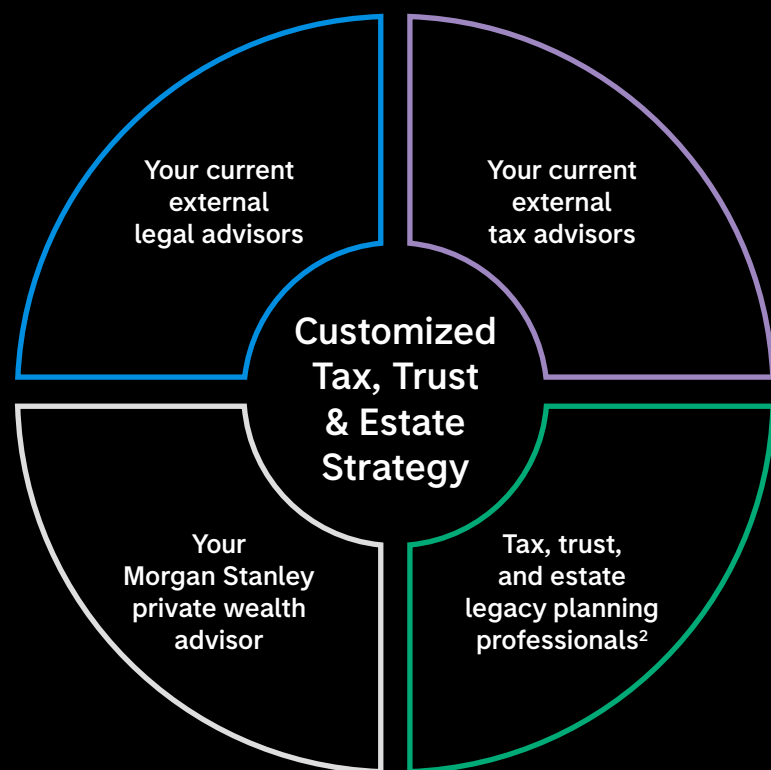 Your current
external
legal advisors
Your current
external
tax advisors
Customized
Tax, Trust
& Estate
Strategy
Your
Morgan Stanley
private wealth
advisor
Tax, trust,
and estate
legacy planning
professionals²